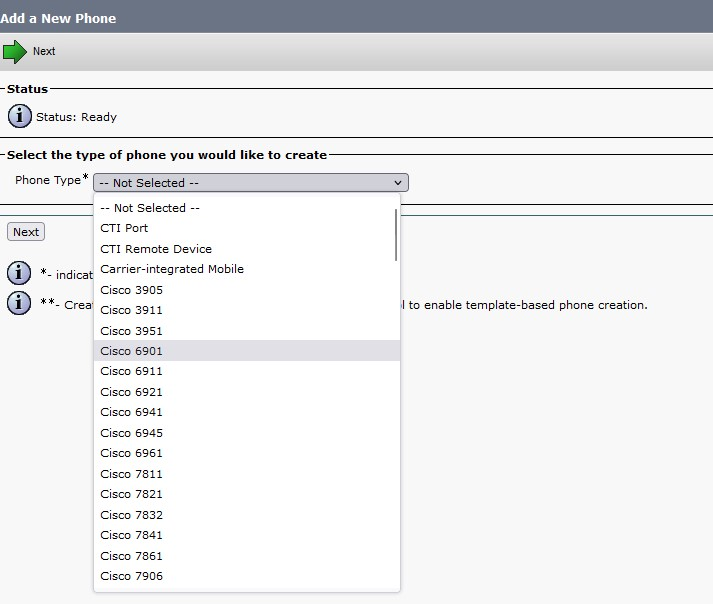 Add a New Phone
Next
Status
Status: Ready
Select the type of phone you would like to create
Phone Type* -- Not Selected --
-- Not Selected --
CTI Port
CTI Remote Device
Carrier-integrated Mobile
Cisco 3905
Cisco 3911
Cisco 3951
Cisco 6901
Cisco 6911
Cisco 6921
Cisco 6941
Cisco 6945
Cisco 6961
Cisco 7811
Cisco 7821
Cisco 7832
Cisco 7841
Cisco 7861
Cisco 7906
Next
*- indicat
**- Creat l to enable template-based phone creation.